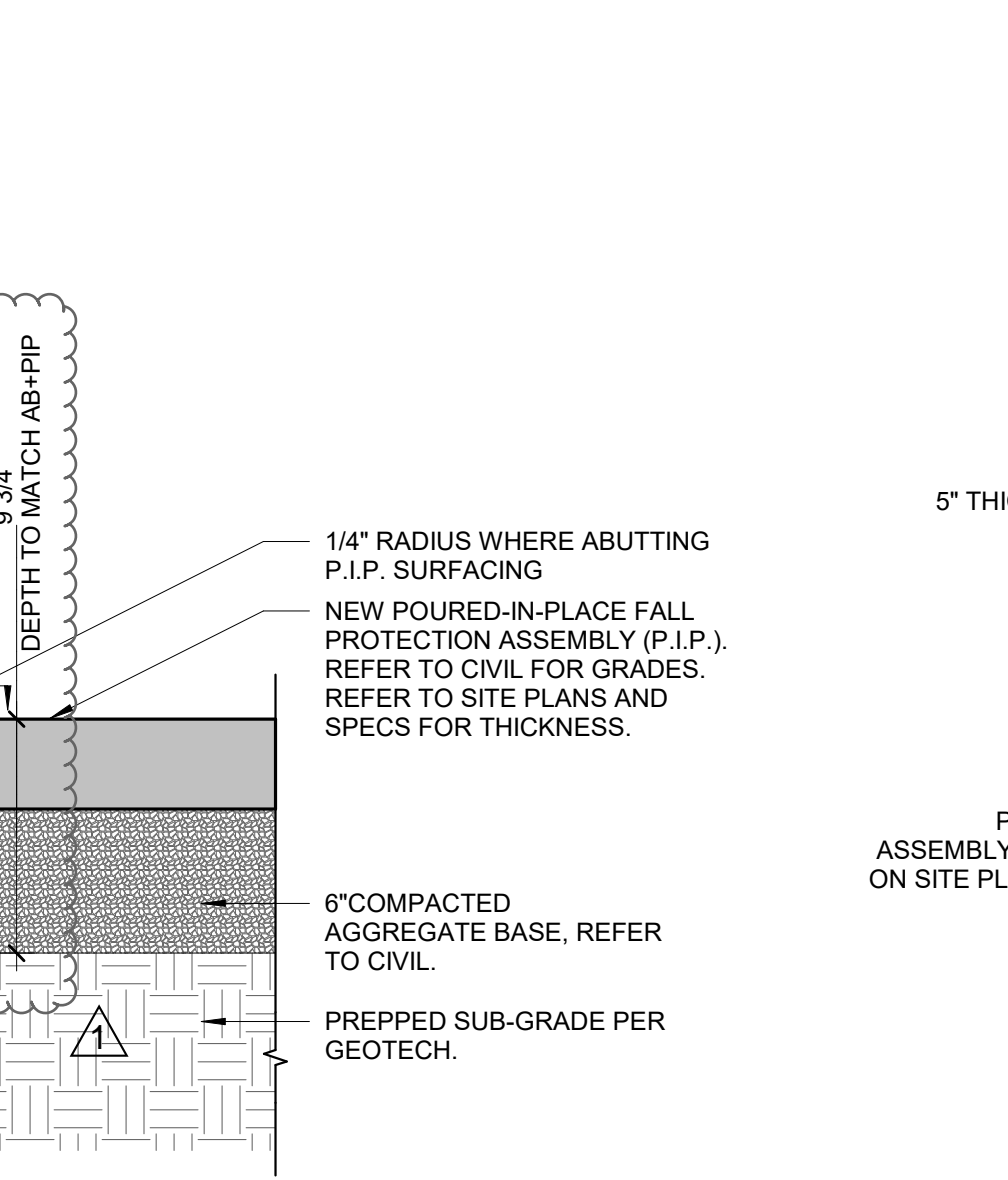 9 3/4
DEPTH TO MATCH AB+PIP
1/4" RADIUS WHERE ABUTTING
P.I.P. SURFACING
NEW POURED-IN-PLACE FALL
PROTECTION ASSEMBLY (P.I.P.).
REFER TO CIVIL FOR GRADES.
REFER TO SITE PLANS AND
SPECS FOR THICKNESS.
6"COMPACTED
AGGREGATE BASE, REFER
TO CIVIL.
PREPPED SUB-GRADE PER
GEOTECH.
1
5" THI
P
ASSEMBLY
ON SITE PL